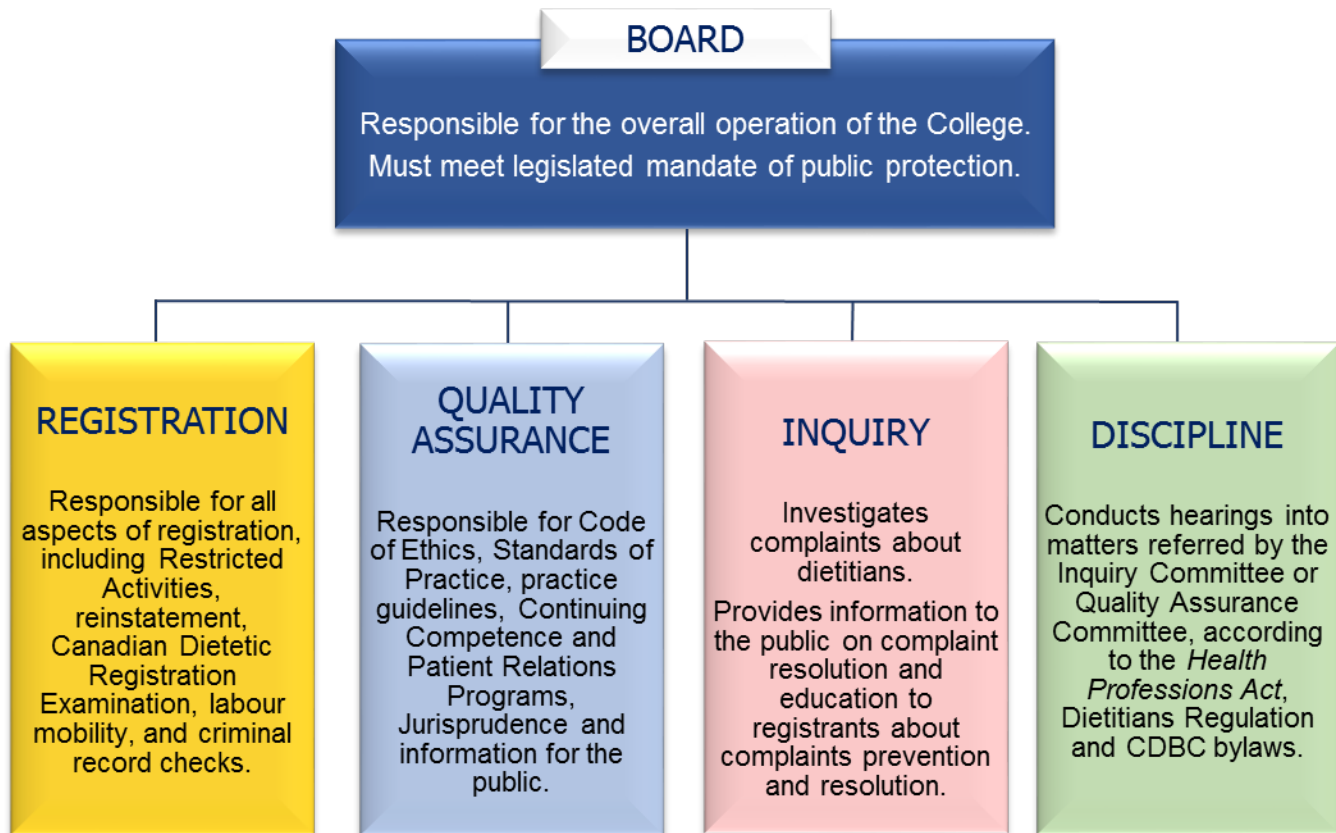 BOARD
Responsible for the overall operation of the College.
Must meet legislated mandate of public protection.
REGISTRATION
Responsible for all
aspects of registration,
including Restricted
Activities,
reinstatement,
Canadian Dietetic
Registration
Examination, labour
mobility, and criminal
record checks.
QUALITY
ASSURANCE
Responsible for Code
of Ethics, Standards of
Practice, practice
guidelines, Continuing
Competence and
Patient Relations
Programs,
Jurisprudence and
information for the
public.
INQUIRY
Investigates
complaints about
dietitians.
Provides information to
the public on complaint
resolution and
education to
registrants about
complaints prevention
and resolution.
DISCIPLINE
Conducts hearings into
matters referred by the
Inquiry Committee or
Quality Assurance
Committee, according
to the Health
Professions Act,
Dietitians Regulation
and CDBC bylaws.